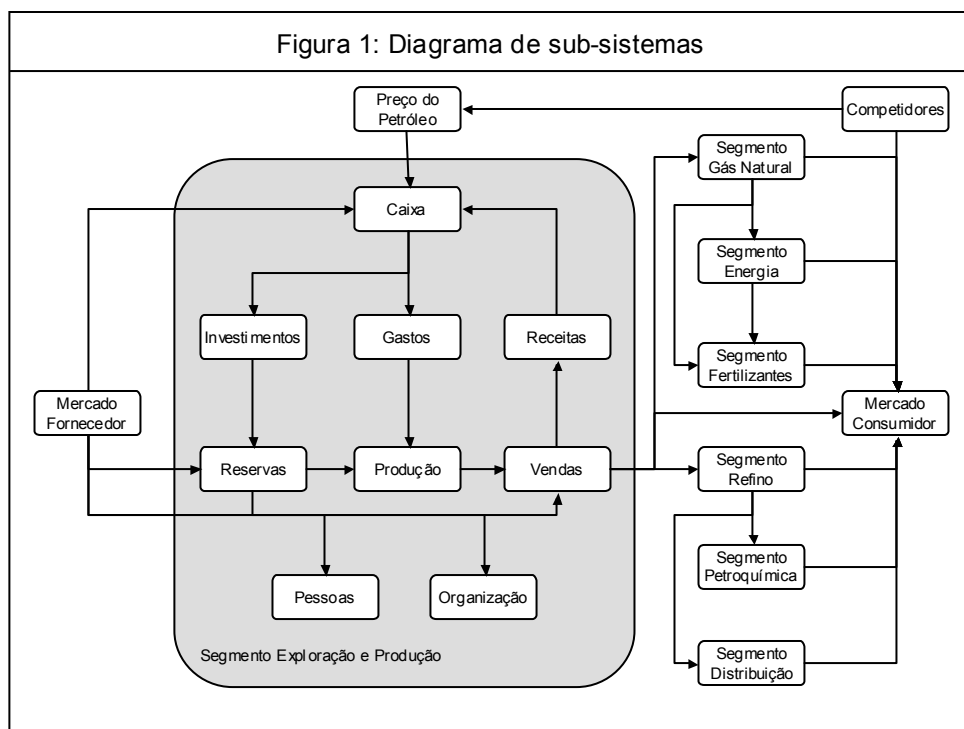 Figura 1: Diagrama de sub-sistemas
Preço do
Petróleo
Competidores
Segmento
Gás Natural
Caixa
Segmento
Energia
Investimentos
Gastos
Receitas
Segmento
Fertilizantes
Mercado
Fornecedor
Mercado
Consumidor
Reservas
Produção
Vendas
Segmento
Refino
Segmento
Petroquímica
Pessoas
Organização
Segmento Exploração e Produção
Segmento
Distribuição